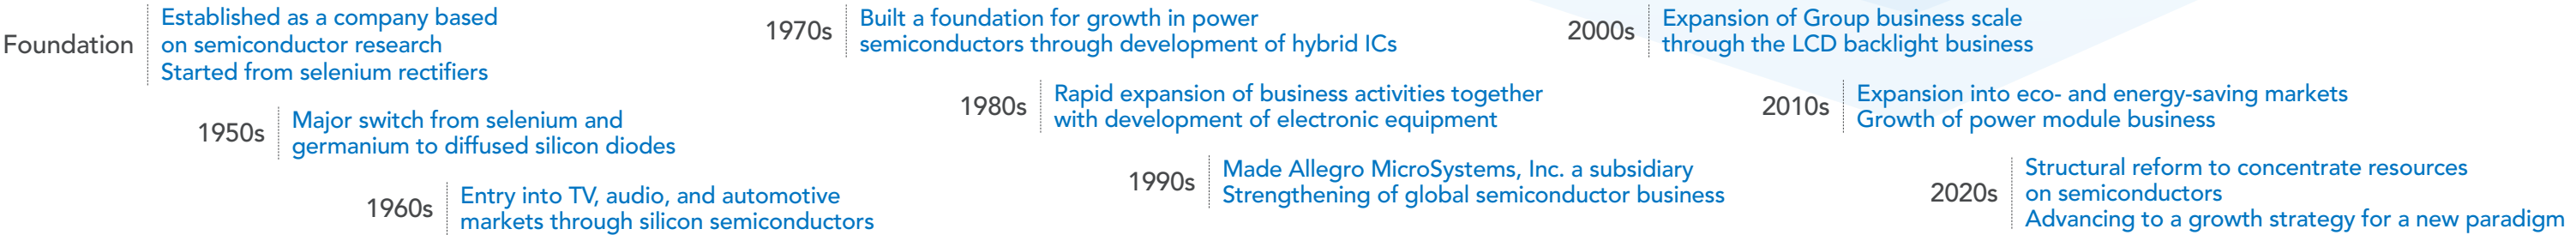 Foundation
Established as a company based
on semiconductor research
Started from selenium rectifiers
1950s
Major switch from selenium and
germanium to diffused silicon diodes
1960s
Entry into TV, audio, and automotive
markets through silicon semiconductors
1970s
Built a foundation for growth in power
semiconductors through development of hybrid ICs
1980s
Rapid expansion of business activities together
with development of electronic equipment
1990s
Made Allegro MicroSystems, Inc. a subsidiary
Strengthening of global semiconductor business
2000s
Expansion of Group business scale
through the LCD backlight business
2010s
Expansion into eco- and energy-saving markets
Growth of power module business
2020s
Structural reform to concentrate resources
on semiconductors
Advancing to a growth strategy for a new paradigm